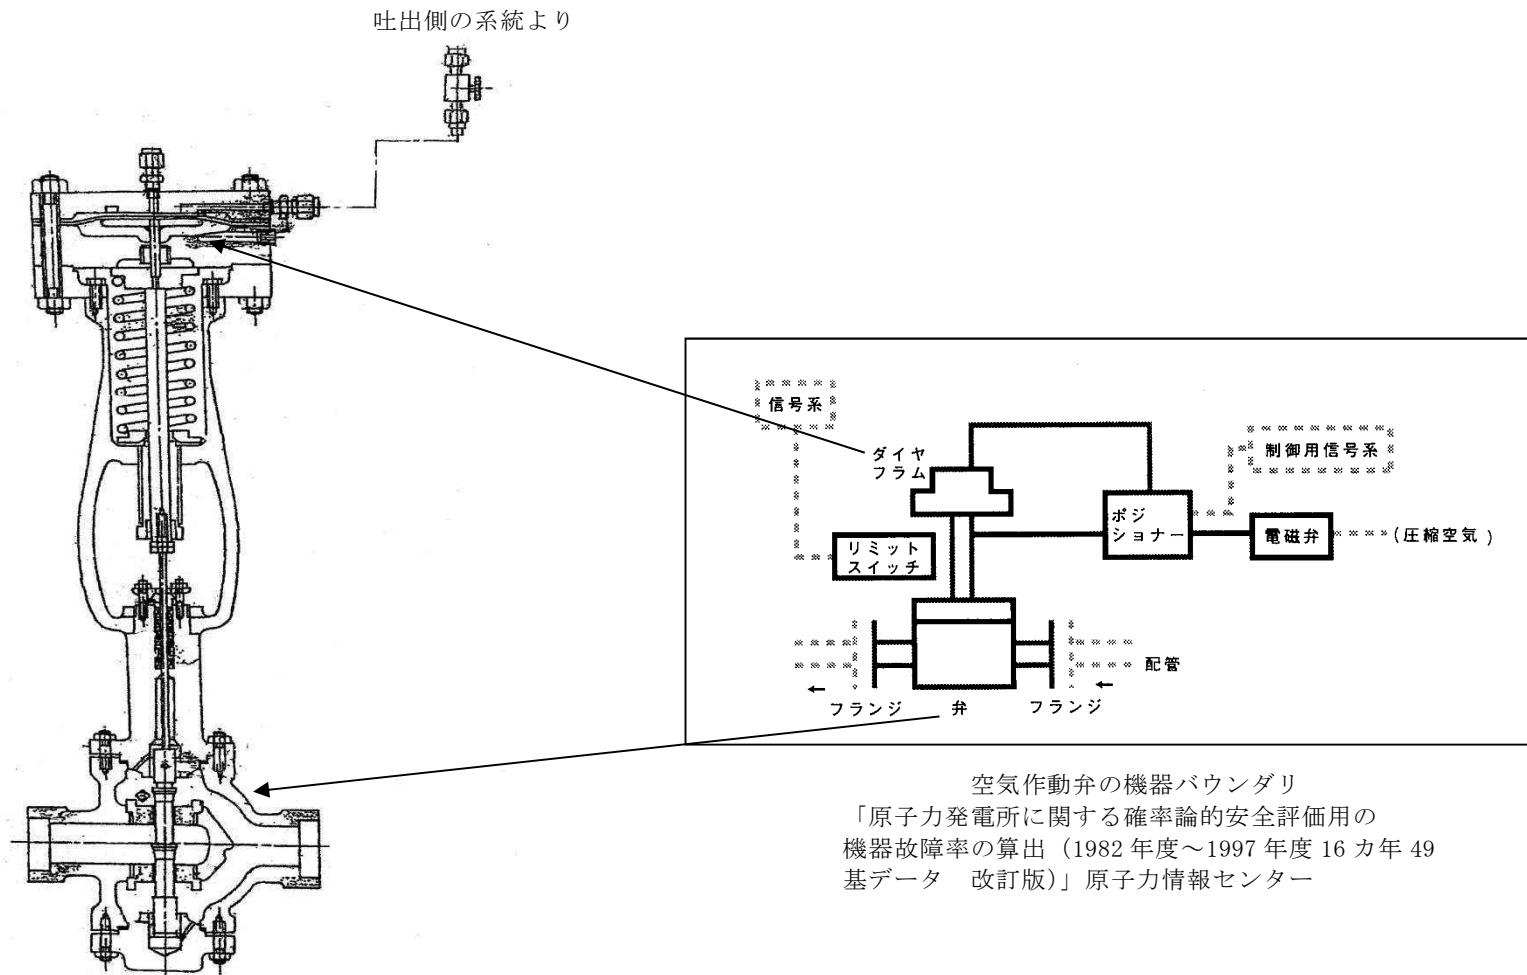 吐出側の系統より
信号系
ダイヤ
フラム
制御用信号系
ポジ
ショナー
電磁弁
(圧縮空気)
リミット
スイッチ
配管
フランジ
弁
フランジ
空気作動弁の機器バウンダリ
「原子力発電所に関する確率論的安全評価用の
機器故障率の算出（1982 年度～1997 年度 16 カ年 49
基データ　改訂版）」原子力情報センター